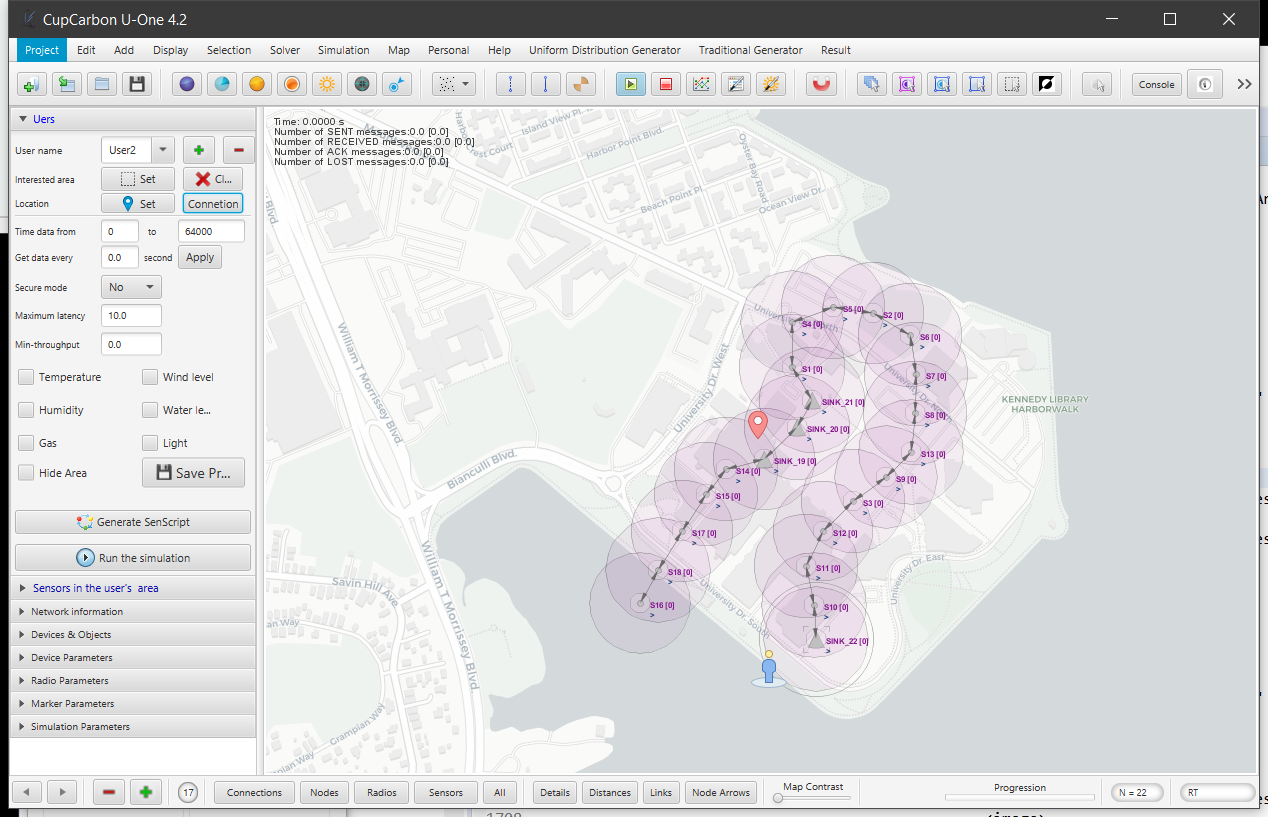 CupCarbon U-One 4.2
Project Edit Add Display Selection Solver Simulation Map Personal Help Uniform Distribution Generator Traditional Generator Result
Console
Uers
User name User2
Interested area Set Cl...
Location Set Connetion
Time data from 0 to 64000
Get data every 0.0 second Apply
Secure mode No
Maximum latency 10.0
Min-throughput 0.0
Temperature Wind level
Humidity Water le...
Gas Light
Hide Area Save Pr...
Generate SenScript
Run the simulation
Sensors in the user's area
Network information
Devices & Objects
Device Parameters
Radio Parameters
Marker Parameters
Simulation Parameters
Time: 0.0000 s
Number of SENT messages:0.0 [0.0]
Number of RECEIVED messages:0.0 [0.0]
Number of ACK messages:0.0 [0.0]
Number of LOST messages:0.0 [0.0]
Island View Pl.
Harbor Point Blvd.
Crest Court
Oyster Bay Road
Beach Point Pl
Ocean View Dr.
William T Morrissey Blvd.
University Dr. West
Bianculli Blvd.
Savin Hill Ave
William T Morrissey Blvd.
Grampian Way
University Dr. South
University Dr. East
KENNEDY LIBRARY
HARBORWALK
S5 [0]
S2 [0]
S4 [0]
S6 [0]
S1 [0]
S7 [0]
SINK_21 [0]
S8 [0]
SINK_20 [0]
S13 [0]
SINK_19 [0]
S14 [0]
S9 [0]
S15 [0]
S3 [0]
S17 [0]
S12 [0]
S18 [0]
S11 [0]
S16 [0]
S10 [0]
SINK_22 [0]
17 Connections Nodes Radios Sensors All Details Distances Links Node Arrows Map Contrast Progression N = 22 RT